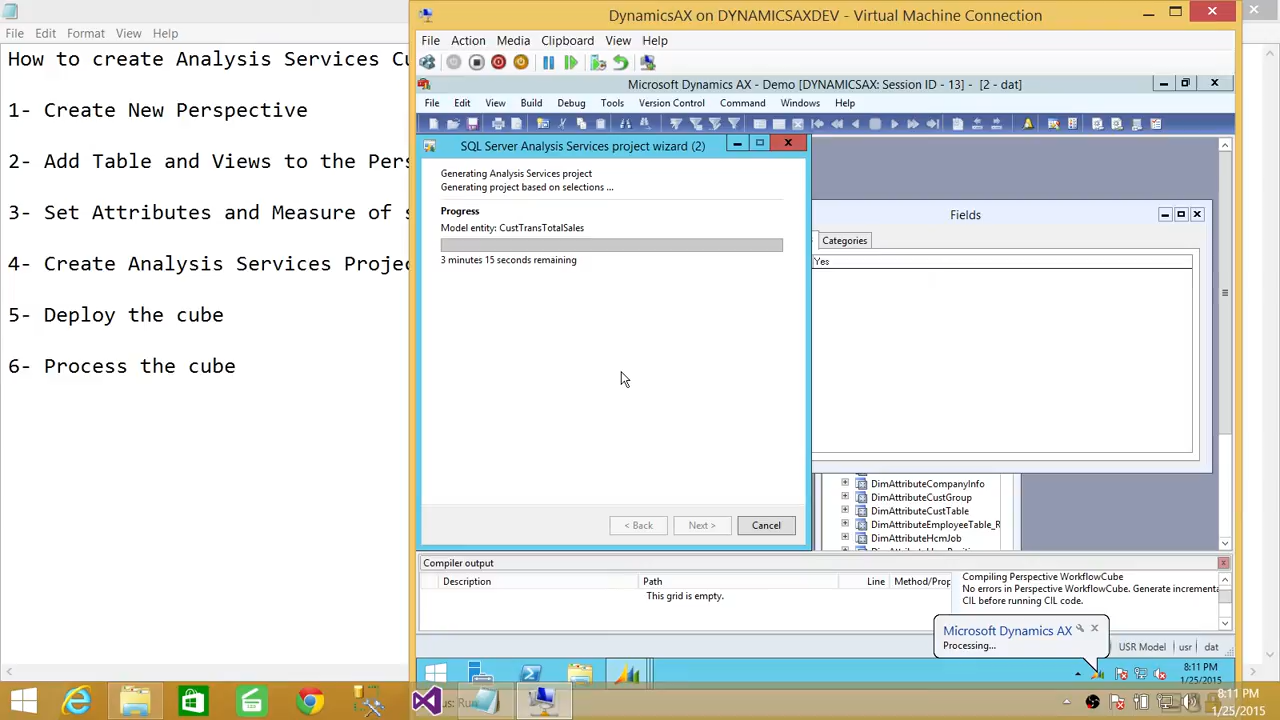 DynamicsAX on DYNAMICSAXDEV - Virtual Machine Connection
File Edit Format View Help
How to create Analysis Services Cu
1- Create New Perspective
2- Add Table and Views to the Pers
3- Set Attributes and Measure of s
4- Create Analysis Services Projec
5- Deploy the cube
6- Process the cube
File Action Media Clipboard View Help
Microsoft Dynamics AX - Demo [DYNAMICSAX: Session ID - 13] - [2 - dat]
File Edit View Build Debug Tools Version Control Command Windows Help
SQL Server Analysis Services project wizard (2)
Generating Analysis Services project
Generating project based on selections ...
Progress
Model entity: CustTransTotalSales
3 minutes 15 seconds remaining
< Back Next > Cancel
Fields
Categories
Yes
DimAttributeCompanyInfo
DimAttributeCustGroup
DimAttributeCustTable
DimAttributeEmployeeTable_R
DimAttributeHcmJob
Compiler output
Description Path Line Method/Prop
This grid is empty.
Compiling Perspective WorkflowCube
No errors in Perspective WorkflowCube. Generate incrementa
CIL before running CIL code.
Microsoft Dynamics AX
Processing...
USR Model usr dat
8:11 PM
1/25/2015
8:11 PM
1/25/2015